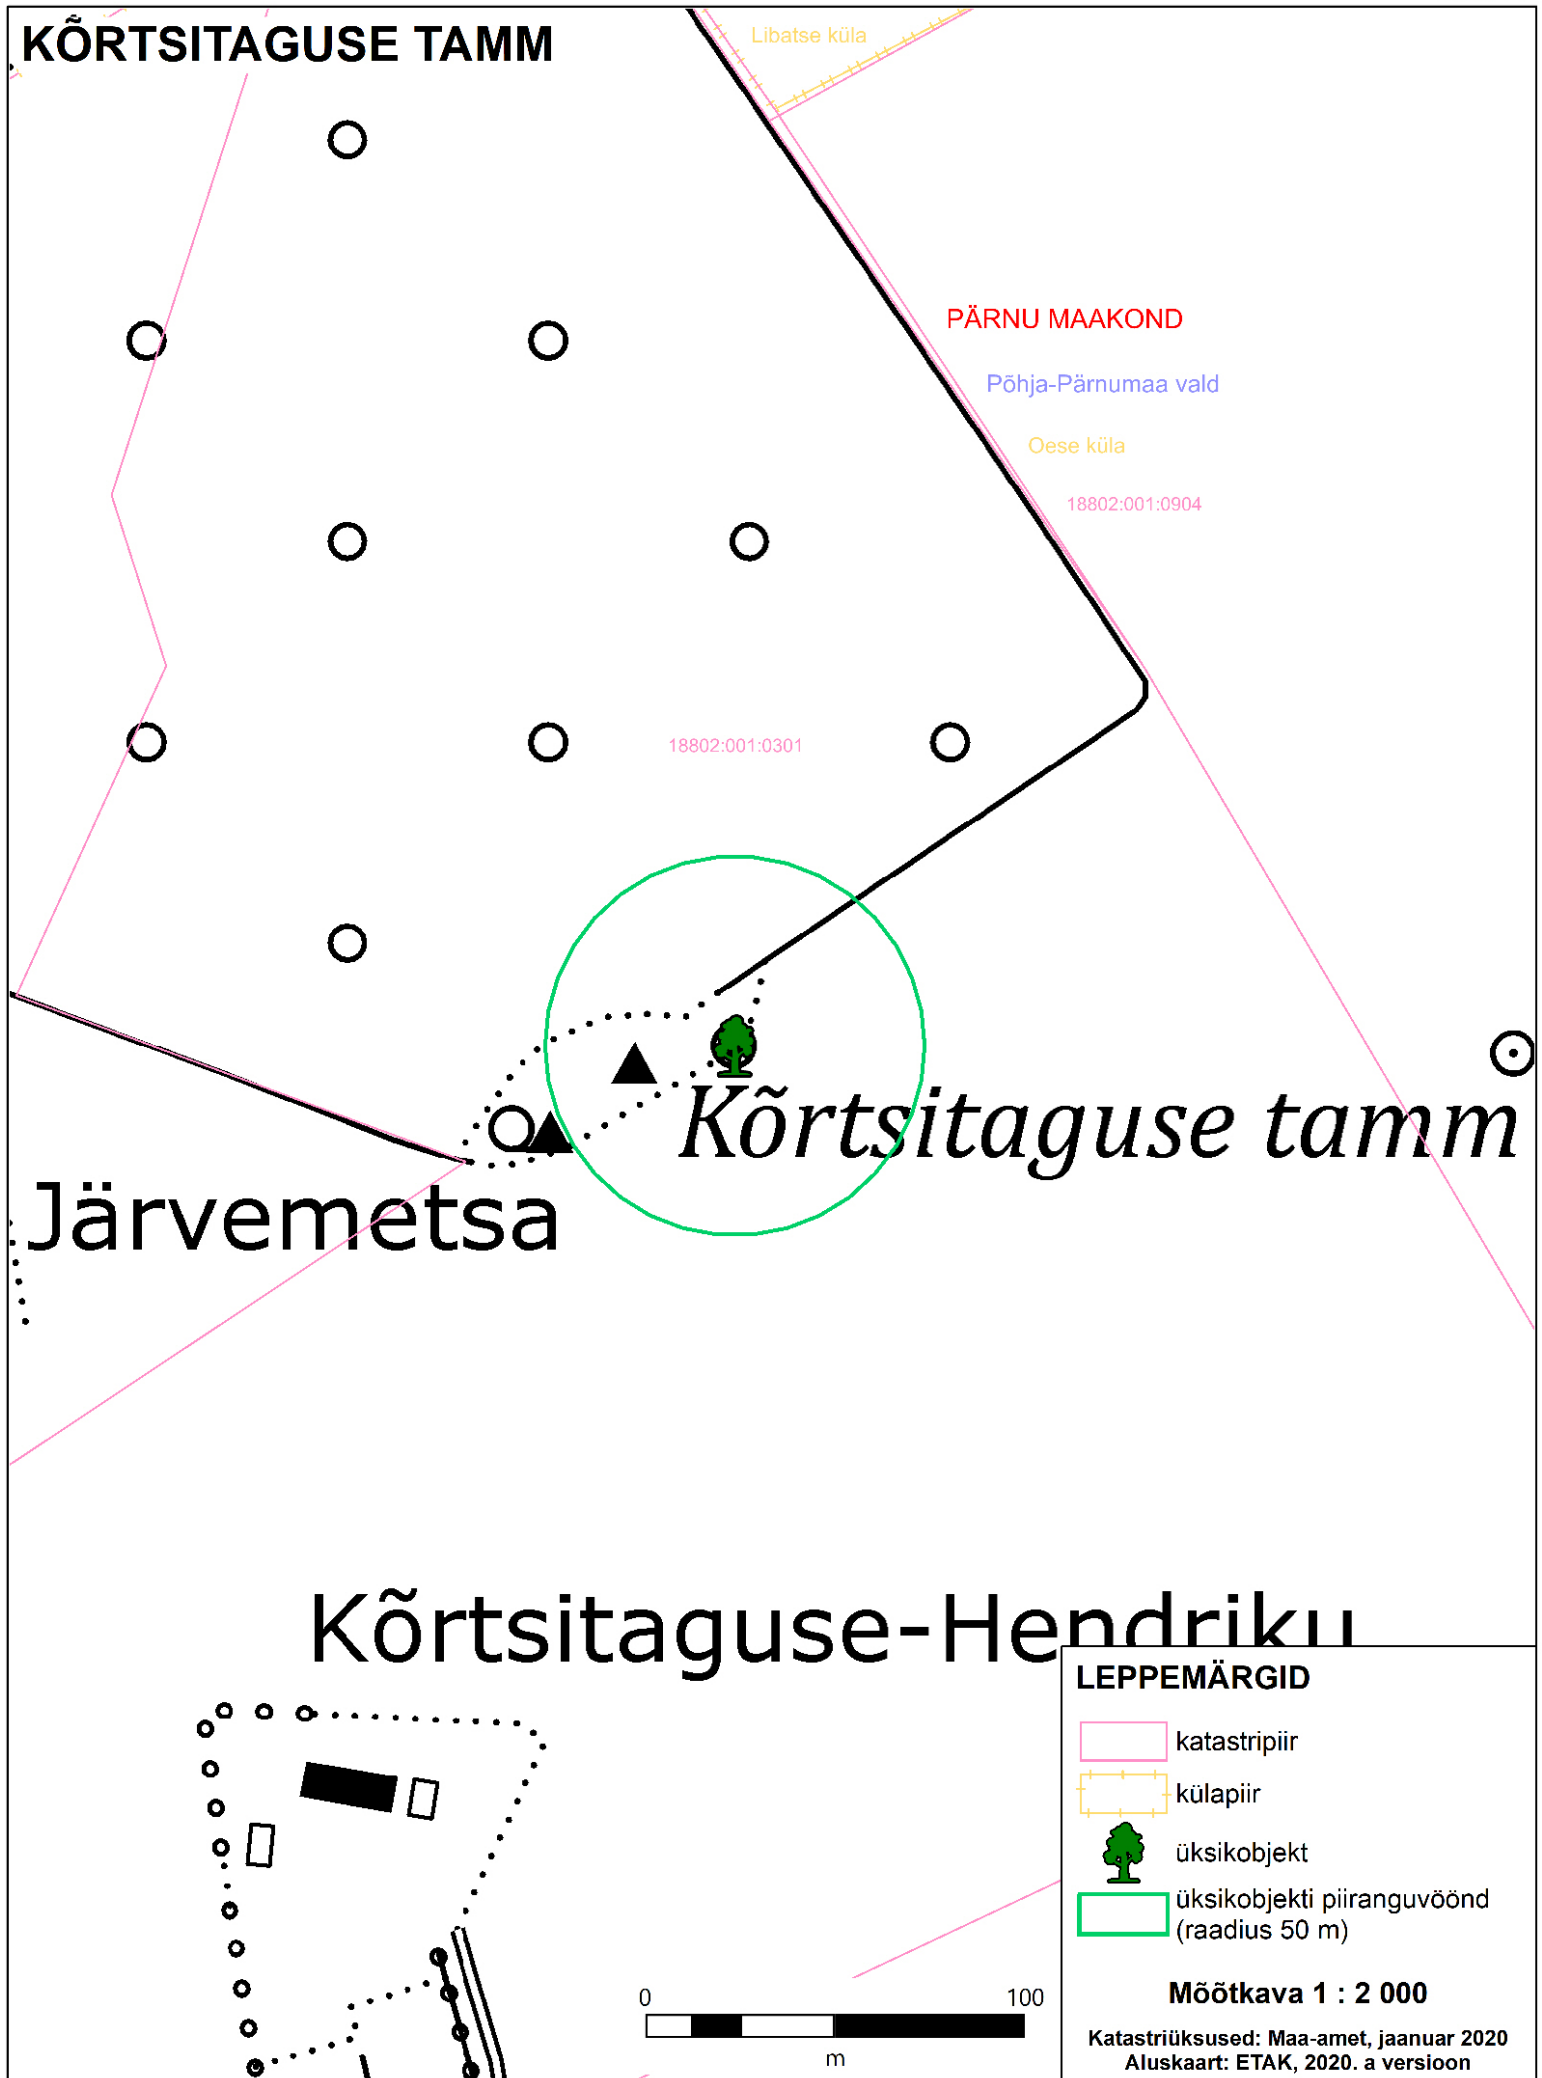 KÕRTSITAGUSE TAMM
Libatse küla
PÄRNU MAAKOND
Põhja-Pärnumaa vald
Oese küla
18802:001:0904
18802:001:0301
Kõrtsitaguse tamm
Järvemetsa
Kõrtsitaguse-Hendriku
LEPPEMÄRGID
katastripiir
külapiir
üksikobjekt
üksikobjekti piiranguvöönd
(raadius 50 m)
0 100
m
Mõõtkava 1 : 2 000
Katastriüksused: Maa-amet, jaanuar 2020
Aluskaart: ETAK, 2020. a versioon